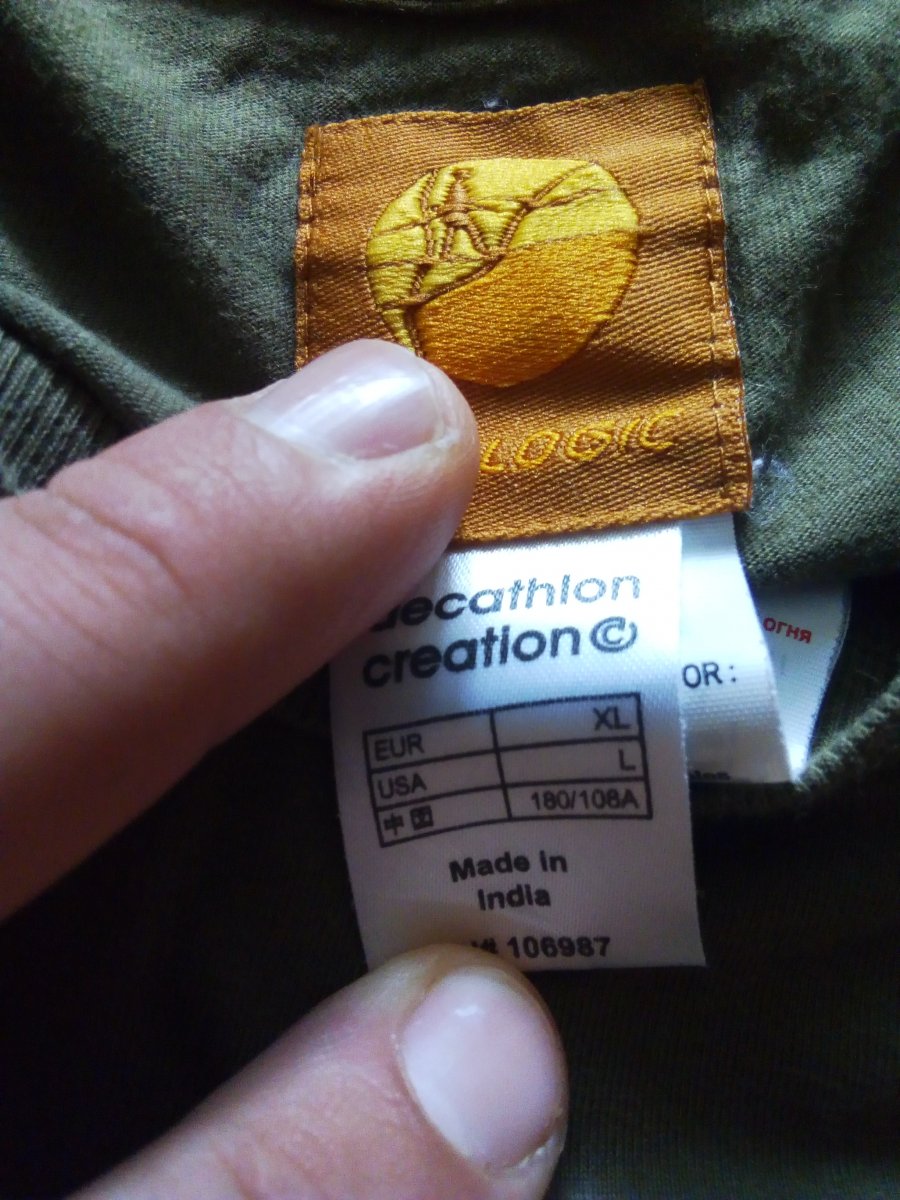 LOGIC
decathlon
creation©
EUR XL
USA L
中国 180/108A
Made in
India
106987
OR:
ОГНЯ